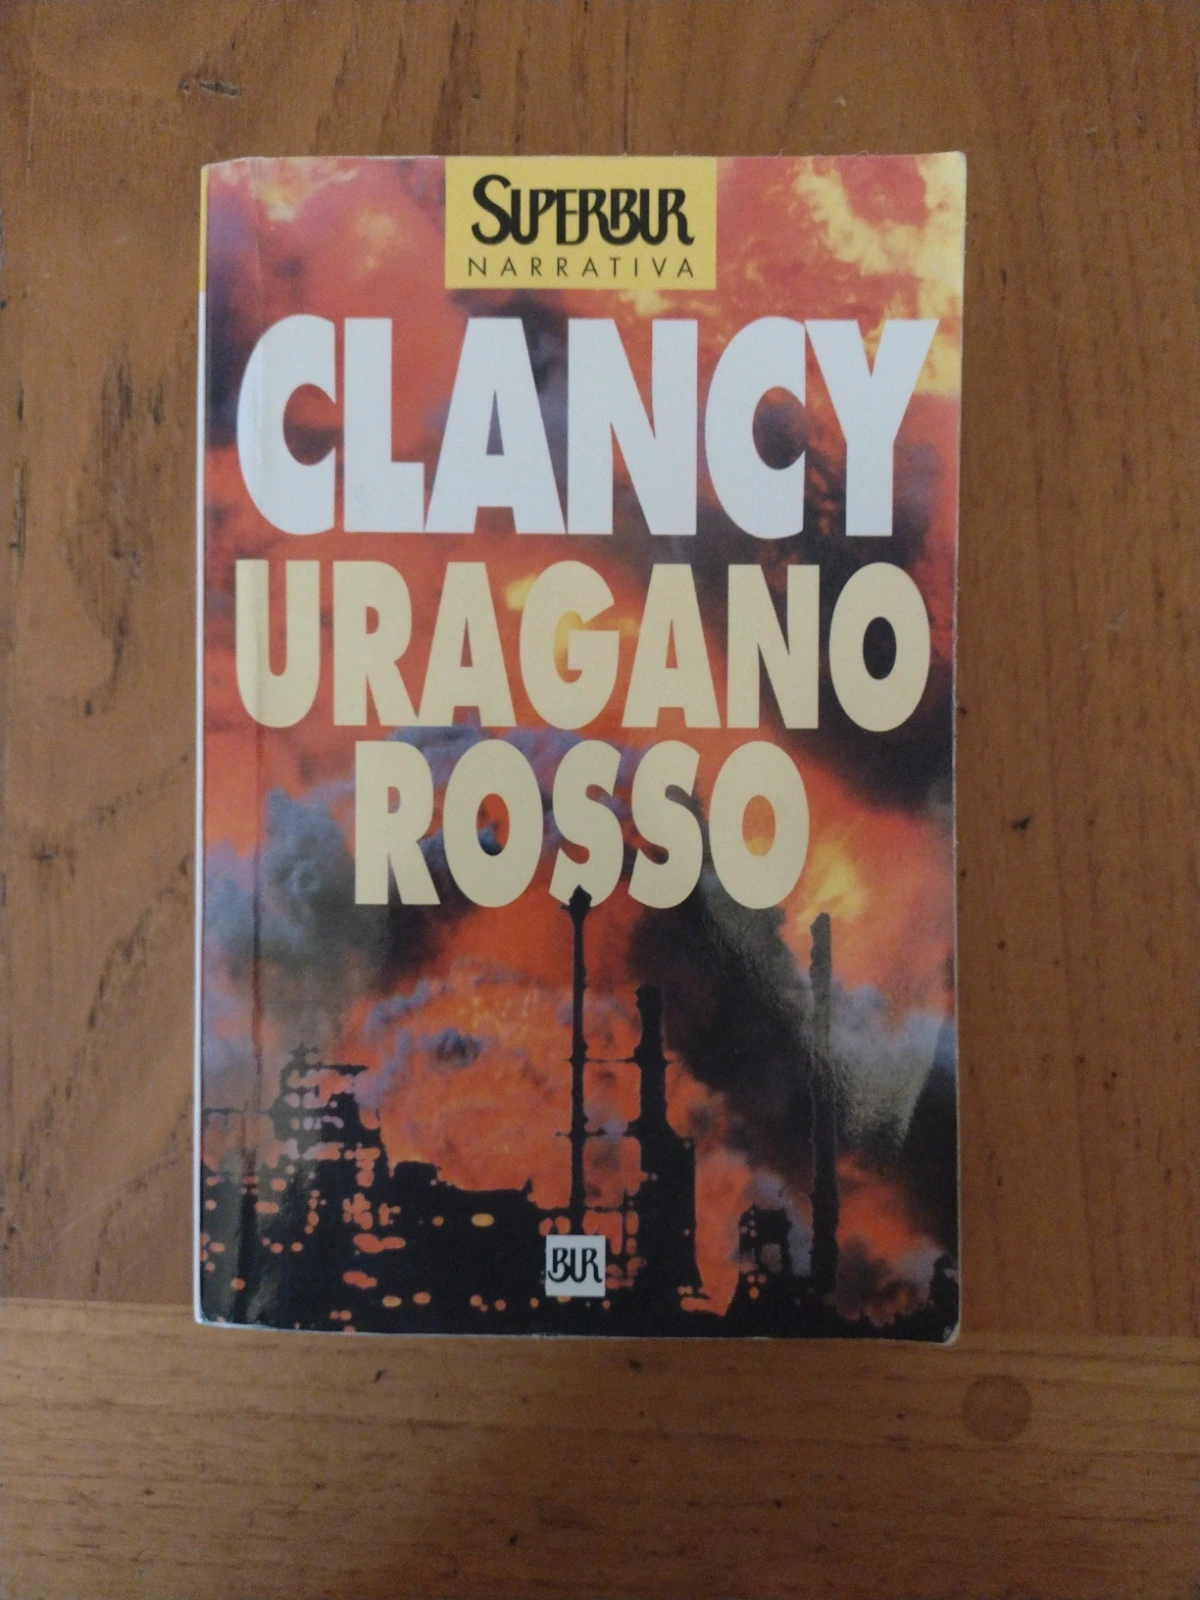 SUPERBUR
NARRATIVA
CLANCY
URAGANO
ROSSO
BUR